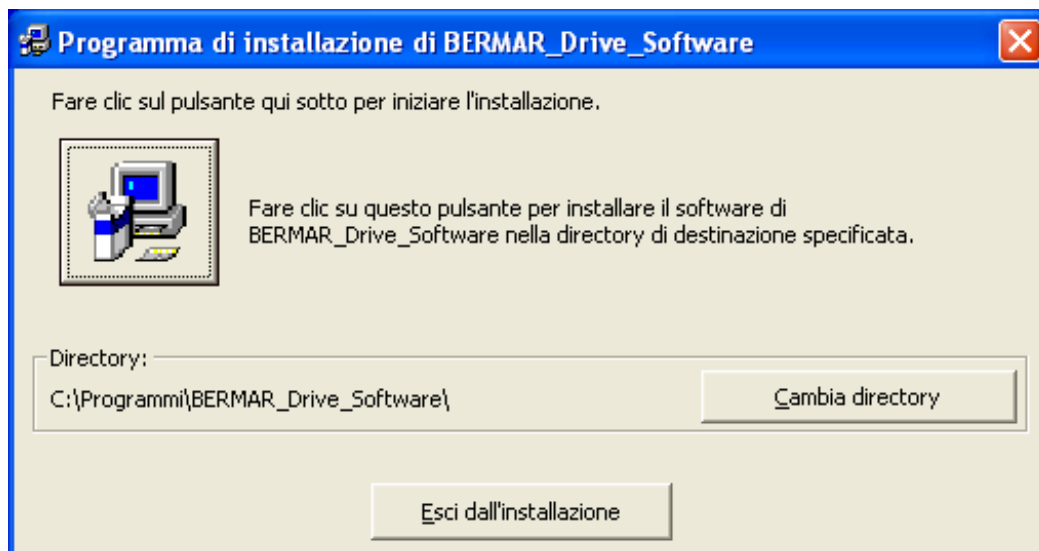 Programma di installazione di BERMAR_Drive_Software
Fare clic sul pulsante qui sotto per iniziare l'installazione.
Fare clic su questo pulsante per installare il software di
BERMAR_Drive_Software nella directory di destinazione specificata.
Directory:
C:\Programmi\BERMAR_Drive_Software\
Cambia directory
Esci dall'installazione